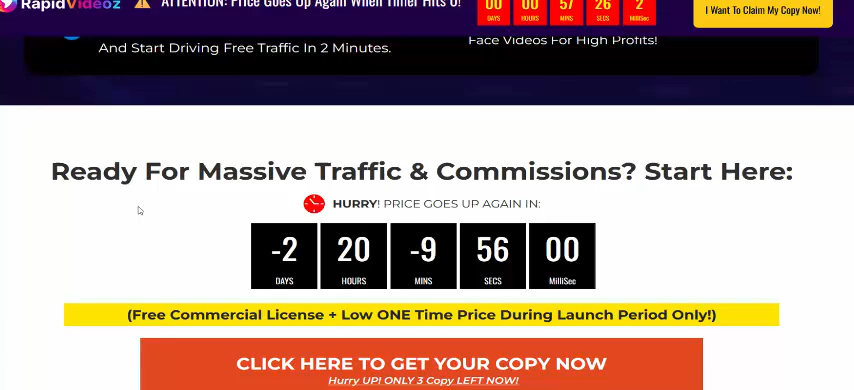 RapidVideoz
ATTENTION: Price Goes Up Again When Timer Hits 0!
00 00 57 26 2
DAYS HOURS MINS SECS MilliSec
I Want To Claim My Copy Now!
And Start Driving Free Traffic In 2 Minutes.
Face Videos For High Profits!
Ready For Massive Traffic & Commissions? Start Here:
HURRY! PRICE GOES UP AGAIN IN:
-2 20 -9 56 00
DAYS HOURS MINS SECS MilliSec
(Free Commercial License + Low ONE Time Price During Launch Period Only!)
CLICK HERE TO GET YOUR COPY NOW
Hurry UP! ONLY 3 Copy LEFT NOW!